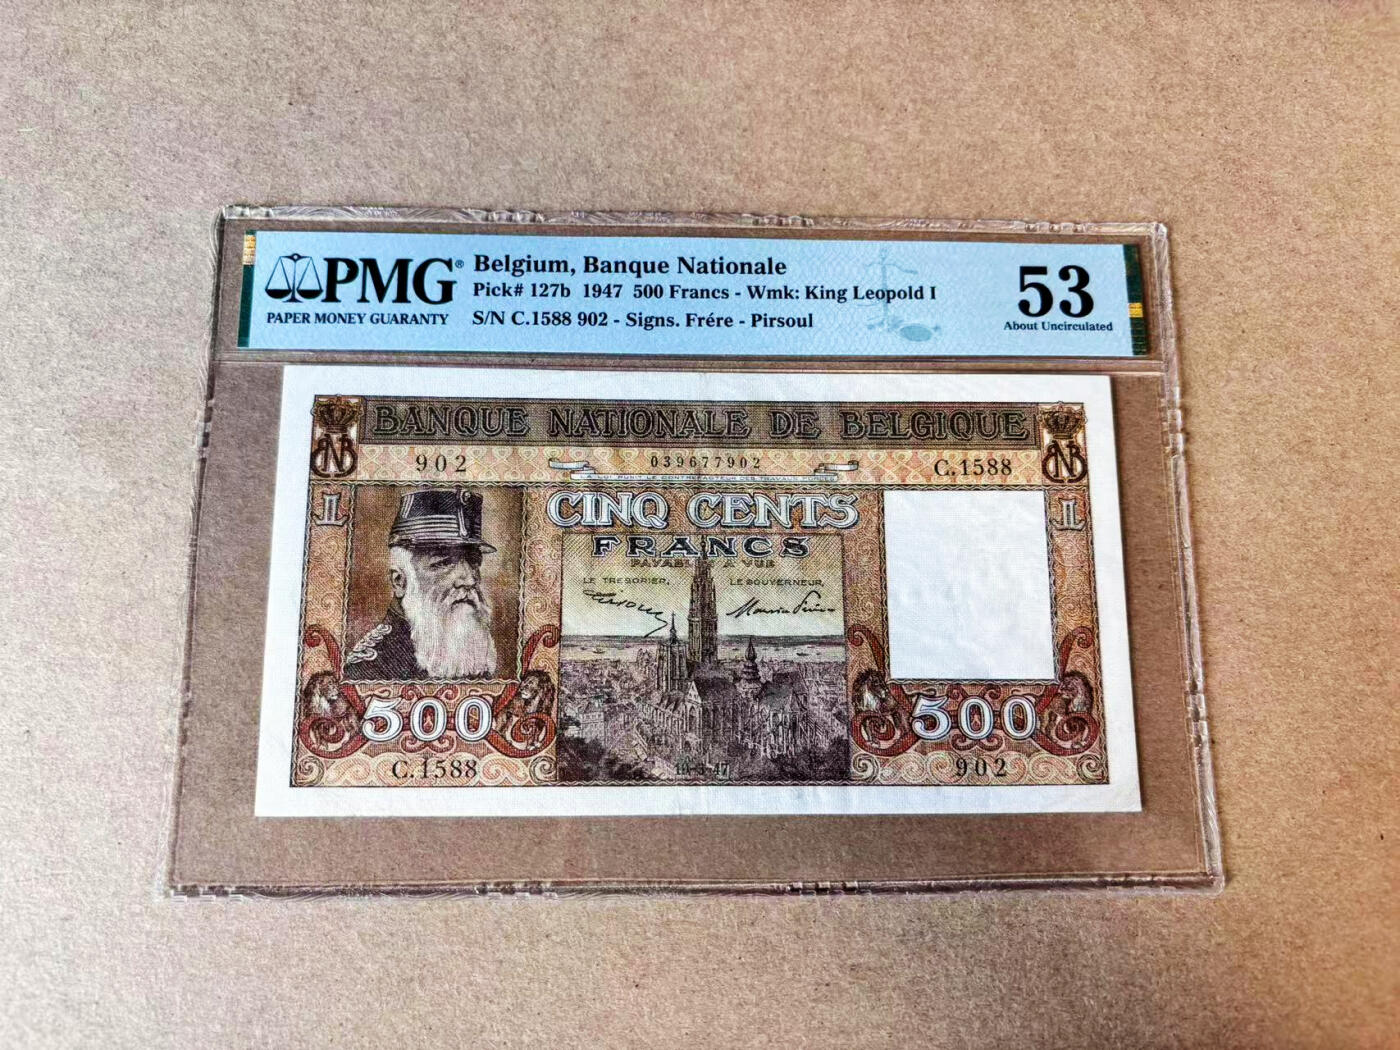 PMG®
PAPER MONEY GUARANTY
Belgium, Banque Nationale
Pick# 127b 1947 500 Francs - Wmk: King Leopold I
S/N C.1588 902 - Signs. Frére - Pirsoul
53
About Uncirculated
BANQUE NATIONALE DE BELGIQUE
902 039677902 C.1588
CINQ CENTS
FRANCS
PAYABLES A VUE
LE TRESORIER, LE GOUVERNEUR,
500 500
C.1588 902